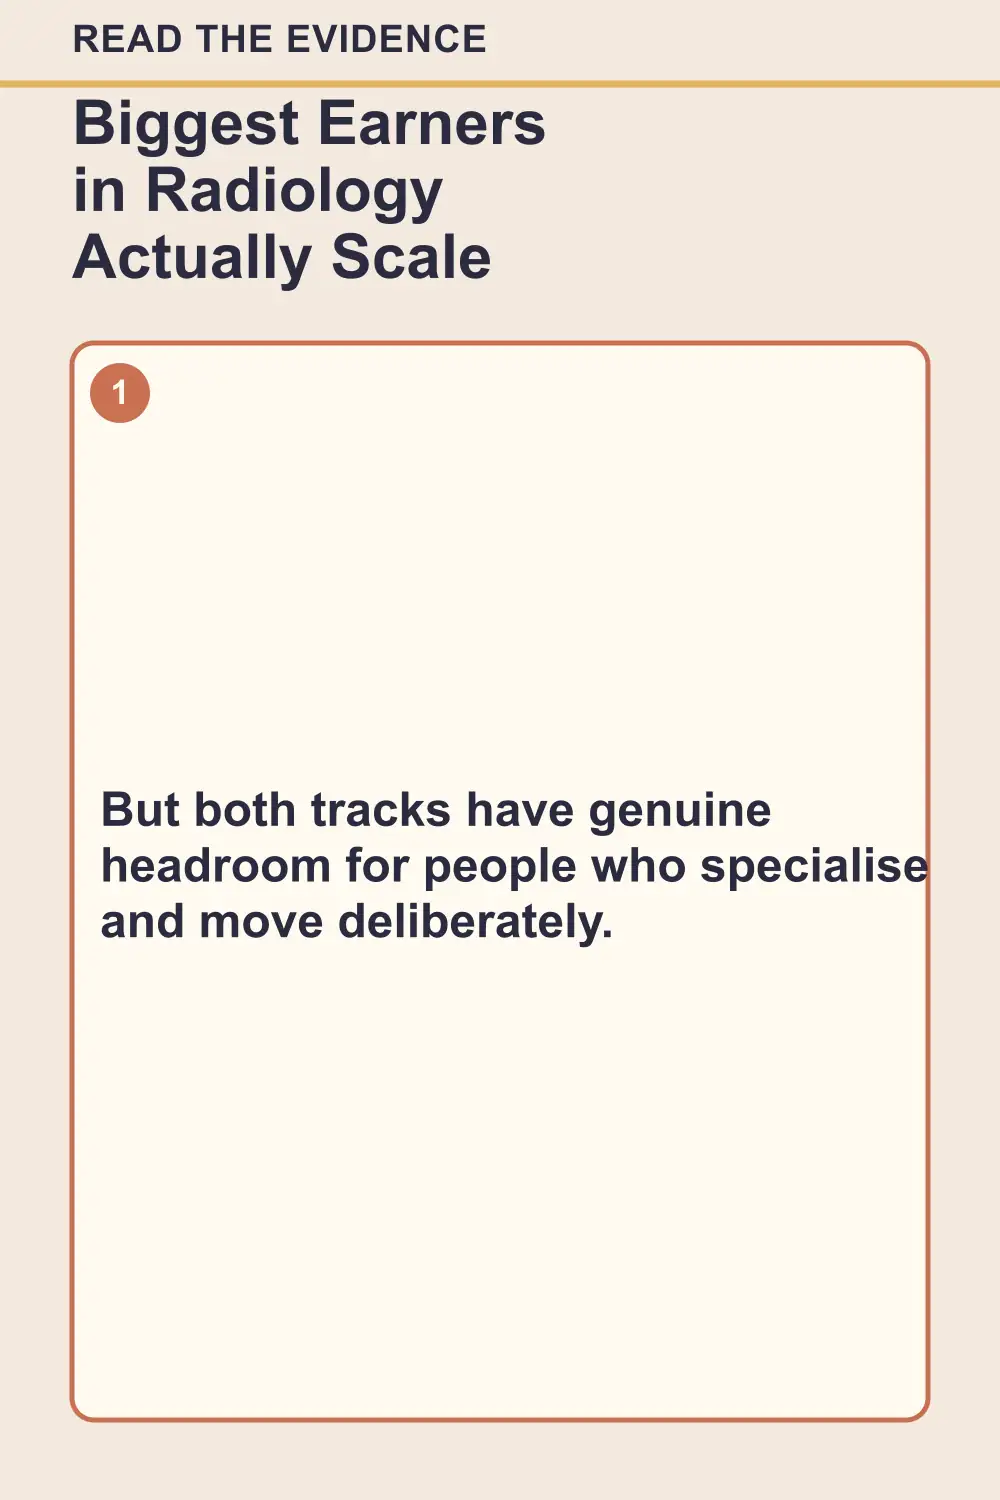 READ THE EVIDENCE
Biggest Earners
in Radiology
Actually Scale
1
But both tracks have genuine
headroom for people who specialise
and move deliberately.